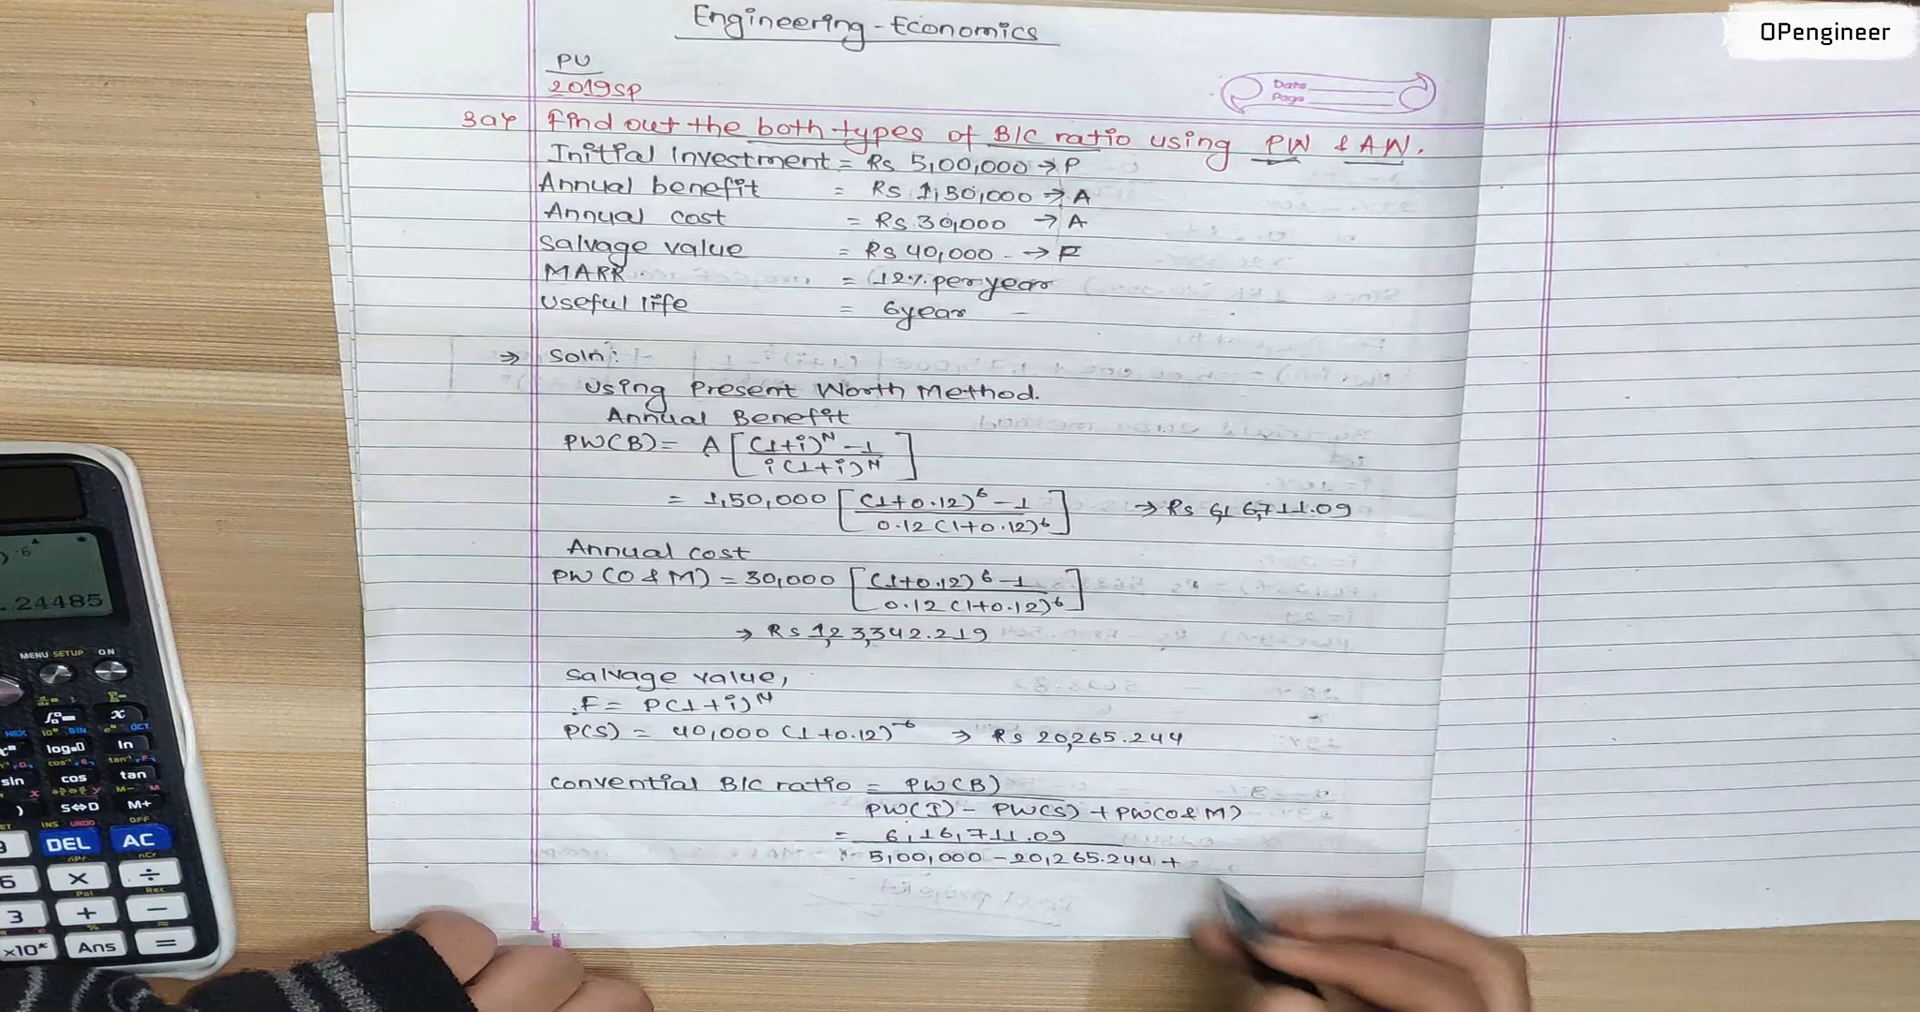 OPengineer
Engineering-Economics
PU
2019SP
Date
Page
3a) Find out the both types of B/C ratio using PW & AW.
Initial Investment = Rs 5,00,000 → P
Annual benefit = Rs 1,50,000 → A
Annual cost = Rs 30,000 → A
Salvage value = Rs 40,000 → F
MARR = 12% per year
Useful life = 6 year
⇒ Soln:
Using Present Worth Method.
Annual Benefit
PW(B) = A [ (1+i)^N - 1 / i(1+i)^N ]
= 1,50,000 [ (1+0.12)^6 - 1 / 0.12(1+0.12)^6 ] → Rs 6,16,711.09
Annual cost
PW(O&M) = 30,000 [ (1+0.12)^6 - 1 / 0.12(1+0.12)^6 ]
→ Rs 1,23,342.219
Salvage value,
F = P(1+i)^N
P(S) = 40,000 (1+0.12)^-6 ⇒ Rs 20,265.244
Convential B/C ratio = PW(B) / PW(I) - PW(S) + PW(O&M)
= 6,16,711.09 / 5,00,000 - 20,265.244 +
.24485
MENU SETUP ON
x
log ln
sin cos tan
) S⇔D M+
9 DEL AC
6 × ÷
3 + −
×10ˣ Ans =